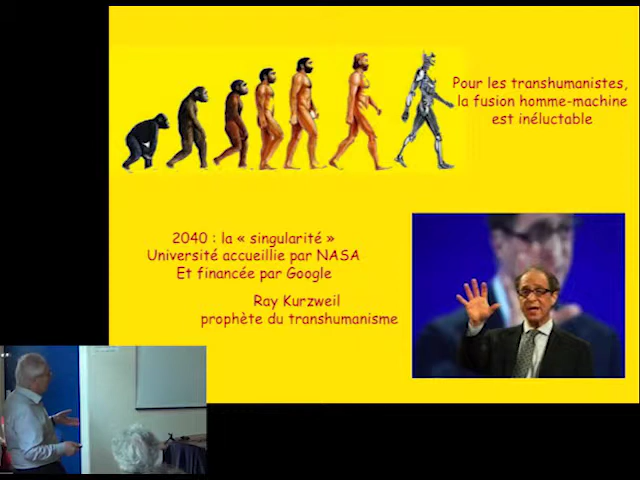 Pour les transhumanistes,
la fusion homme-machine
est inéluctable
2040 : la « singularité »
Université accueillie par NASA
Et financée par Google
Ray Kurzweil
prophète du transhumanisme